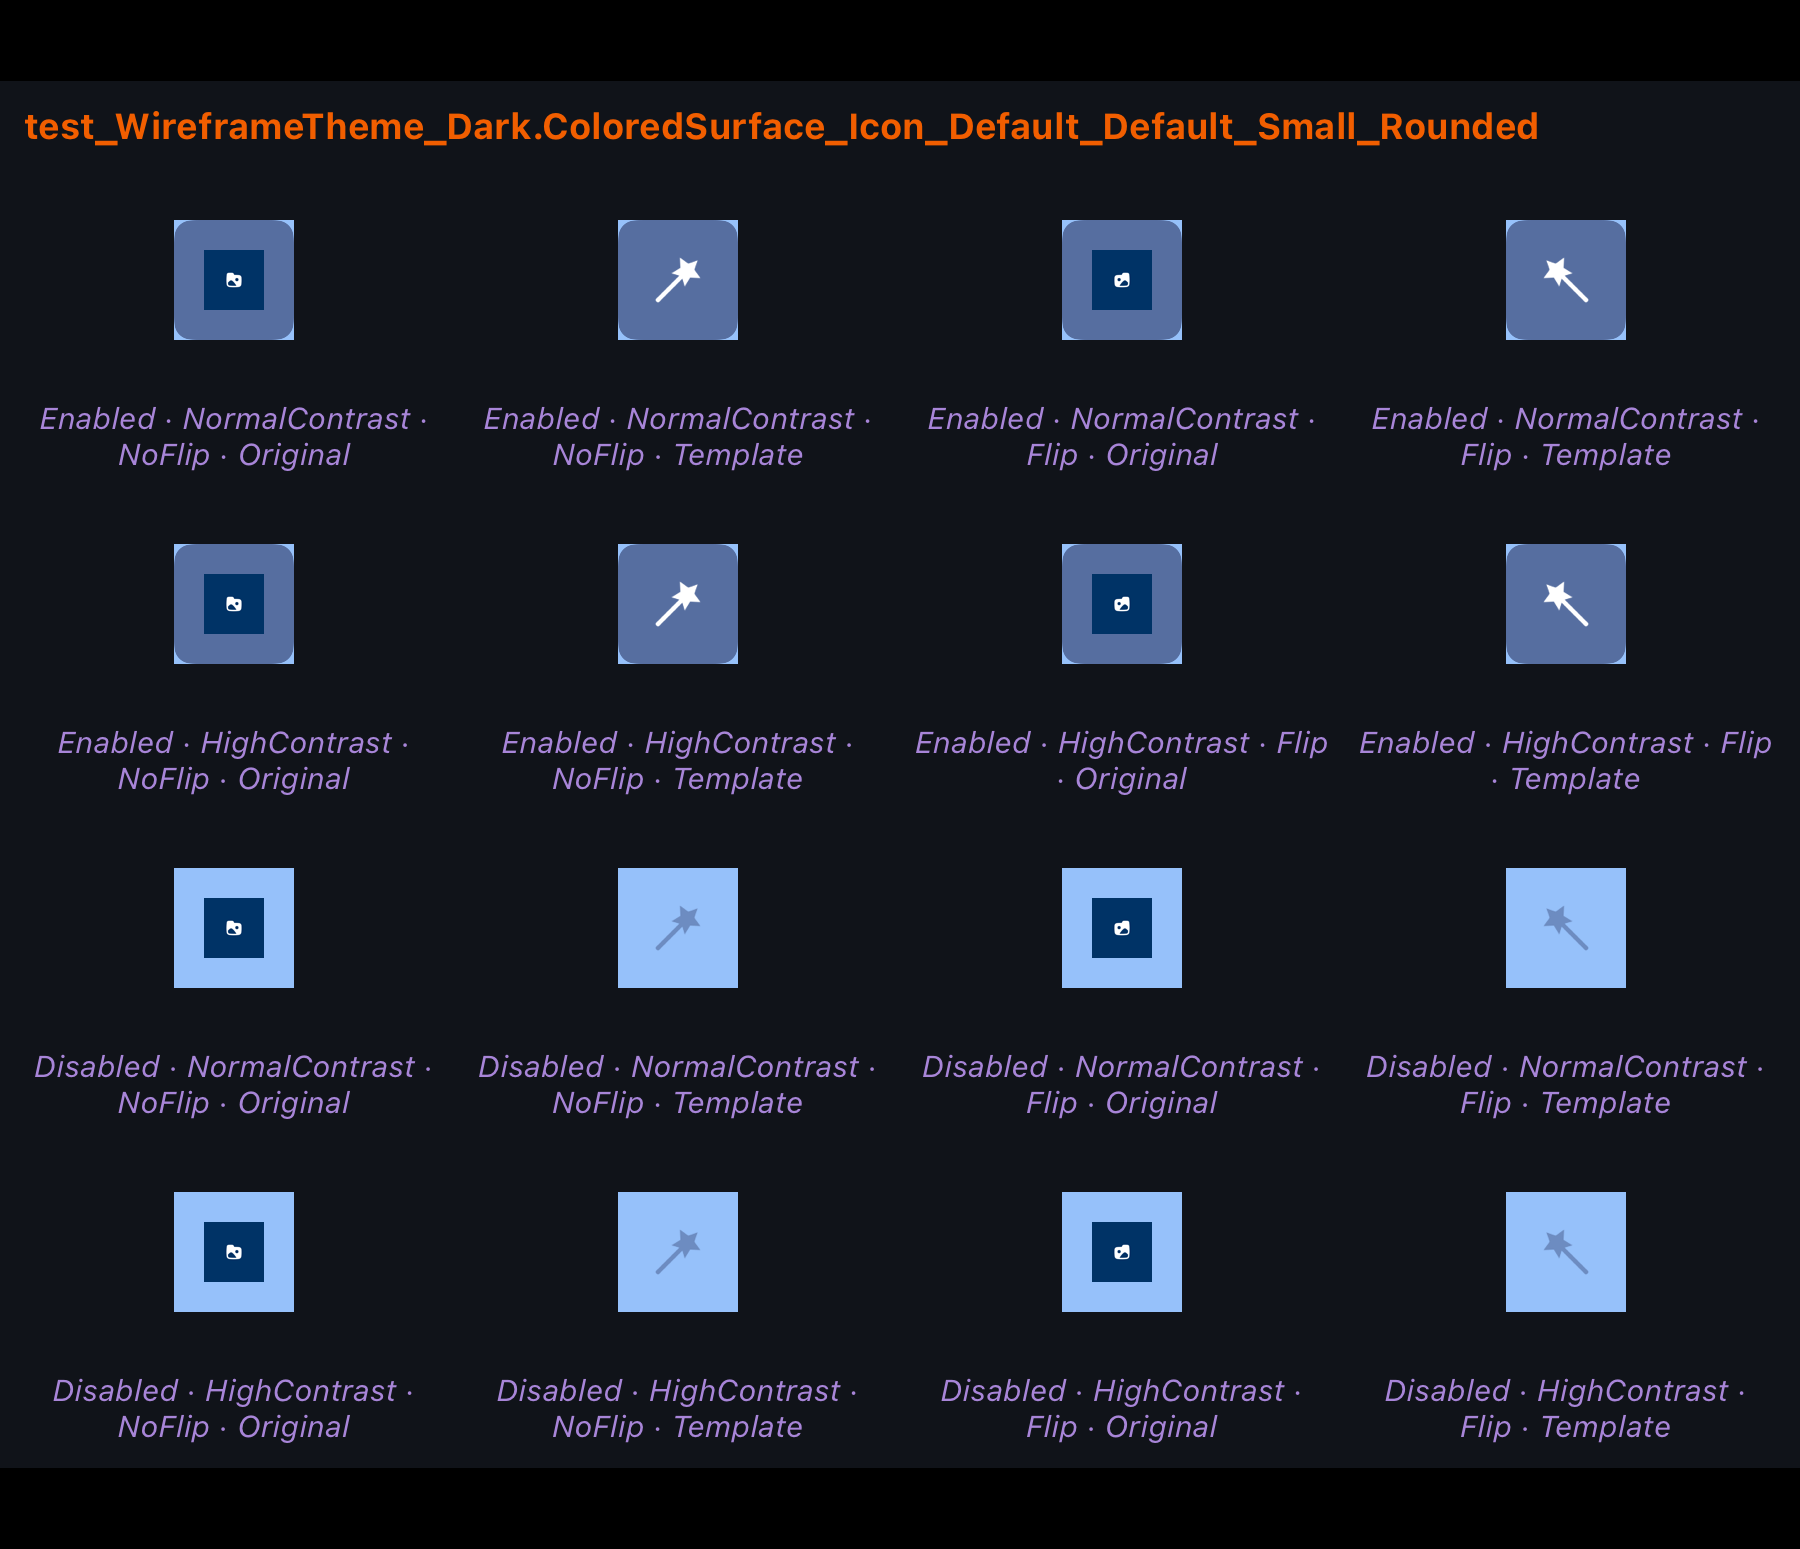 test_WireframeTheme_Dark.ColoredSurface_Icon_Default_Default_Small_Rounded
Enabled · NormalContrast ·
NoFlip · Original
Enabled · NormalContrast ·
NoFlip · Template
Enabled · NormalContrast ·
Flip · Original
Enabled · NormalContrast ·
Flip · Template
Enabled · HighContrast ·
NoFlip · Original
Enabled · HighContrast ·
NoFlip · Template
Enabled · HighContrast · Flip
· Original
Enabled · HighContrast · Flip
· Template
Disabled · NormalContrast ·
NoFlip · Original
Disabled · NormalContrast ·
NoFlip · Template
Disabled · NormalContrast ·
Flip · Original
Disabled · NormalContrast ·
Flip · Template
Disabled · HighContrast ·
NoFlip · Original
Disabled · HighContrast ·
NoFlip · Template
Disabled · HighContrast ·
Flip · Original
Disabled · HighContrast ·
Flip · Template